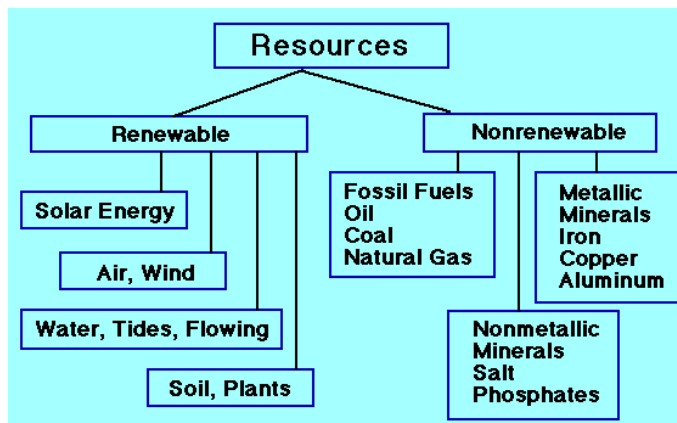 Resources
Renewable
Nonrenewable
Solar Energy
Air, Wind
Water, Tides, Flowing
Soil, Plants
Fossil Fuels
Oil
Coal
Natural Gas
Nonmetallic
Minerals
Salt
Phosphates
Metallic
Minerals
Iron
Copper
Aluminum